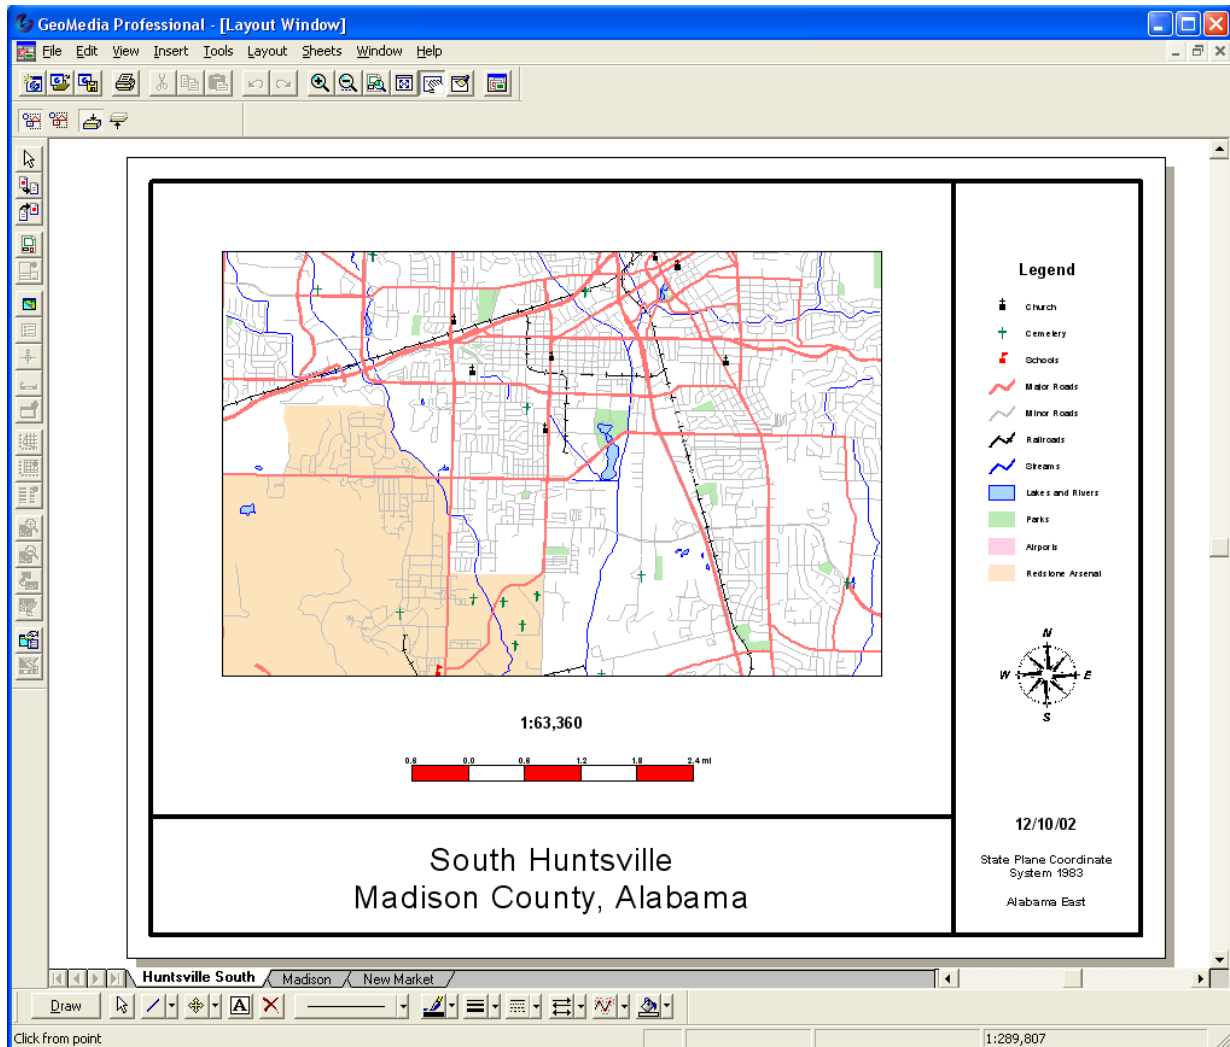 GeoMedia Professional - [Layout Window]
File Edit View Insert Tools Layout Sheets Window Help
Legend
Church
Cemetery
Schools
Major Roads
Minor Roads
Railroads
Streams
Lakes and Rivers
Parks
Airports
Redstone Arsenal
N
W E
S
1:63,360
0.6 0.0 0.6 1.2 1.8 2.4 mi
12/10/02
State Plane Coordinate
System 1983
Alabama East
South Huntsville
Madison County, Alabama
Huntsville South Madison New Market
Draw A
Click from point 1:289,807